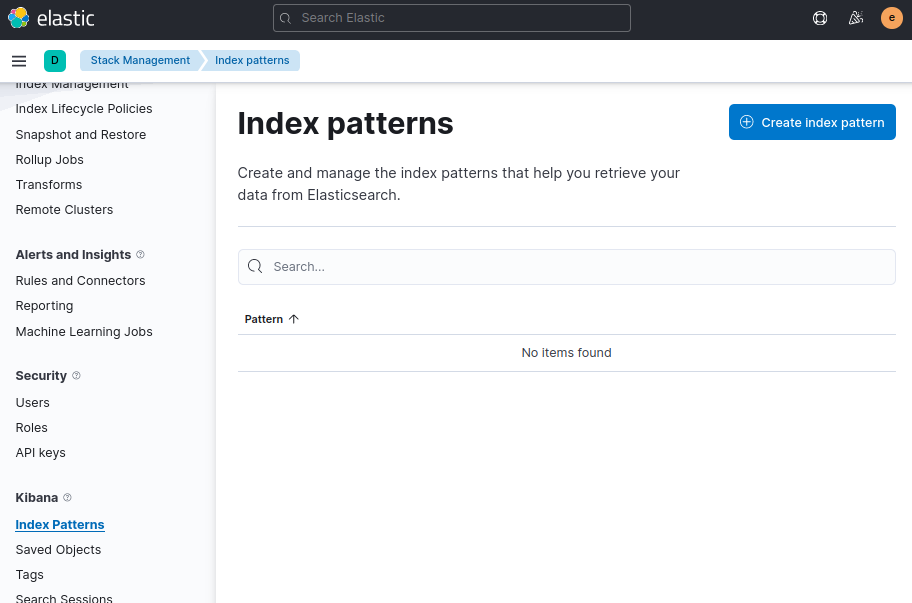 elastic
Search Elastic
e
D
Stack Management
Index patterns
Index Management
Index Lifecycle Policies
Snapshot and Restore
Rollup Jobs
Transforms
Remote Clusters
Alerts and Insights
Rules and Connectors
Reporting
Machine Learning Jobs
Security
Users
Roles
API keys
Kibana
Index Patterns
Saved Objects
Tags
Search Sessions
Index patterns
Create index pattern
Create and manage the index patterns that help you retrieve your
data from Elasticsearch.
Search...
Pattern
No items found